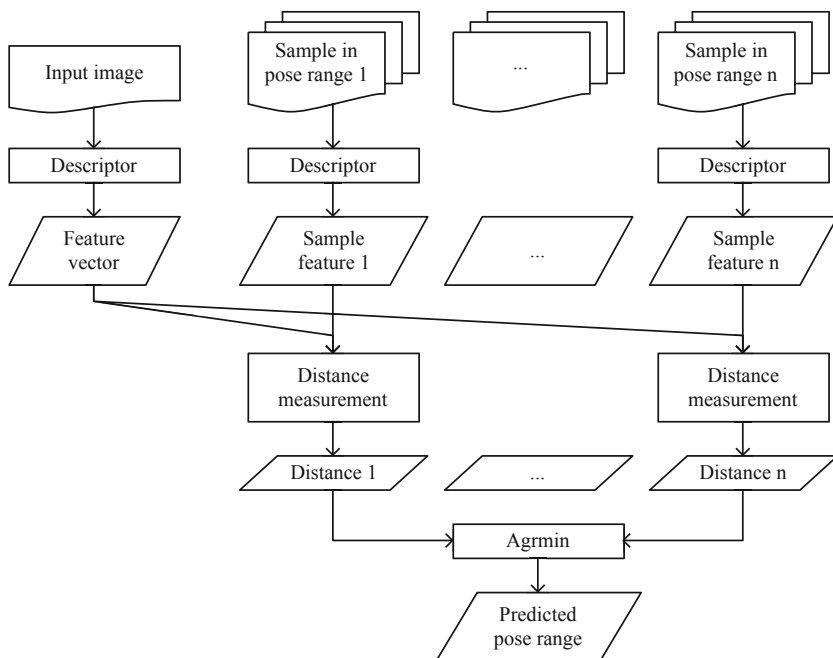 Input image
Sample in
pose range 1
...
Sample in
pose range n
Descriptor
Descriptor
Descriptor
Feature
vector
Sample
feature 1
...
Sample
feature n
Distance
measurement
Distance
measurement
Distance 1
...
Distance n
Agrmin
Predicted
pose range